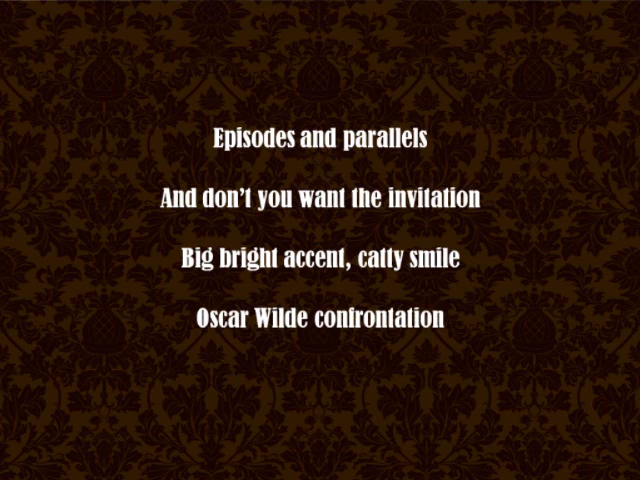 Episodes and parallels
And don't you want the invitation
Big bright accent, catty smile
Oscar Wilde confrontation